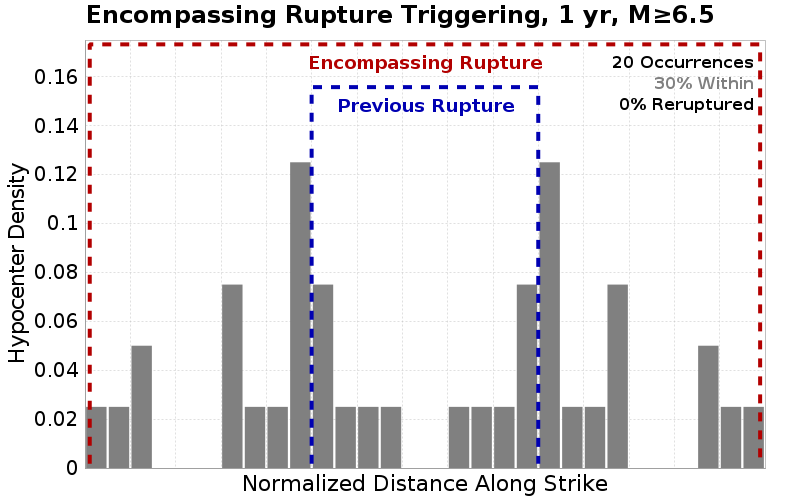 Encompassing Rupture Triggering, 1 yr, M≥6.5
Encompassing Rupture
20 Occurrences
30% Within
0% Reruptured
Previous Rupture
Hypocenter Density
0.16
0.14
0.12
0.1
0.08
0.06
0.04
0.02
0
Normalized Distance Along Strike